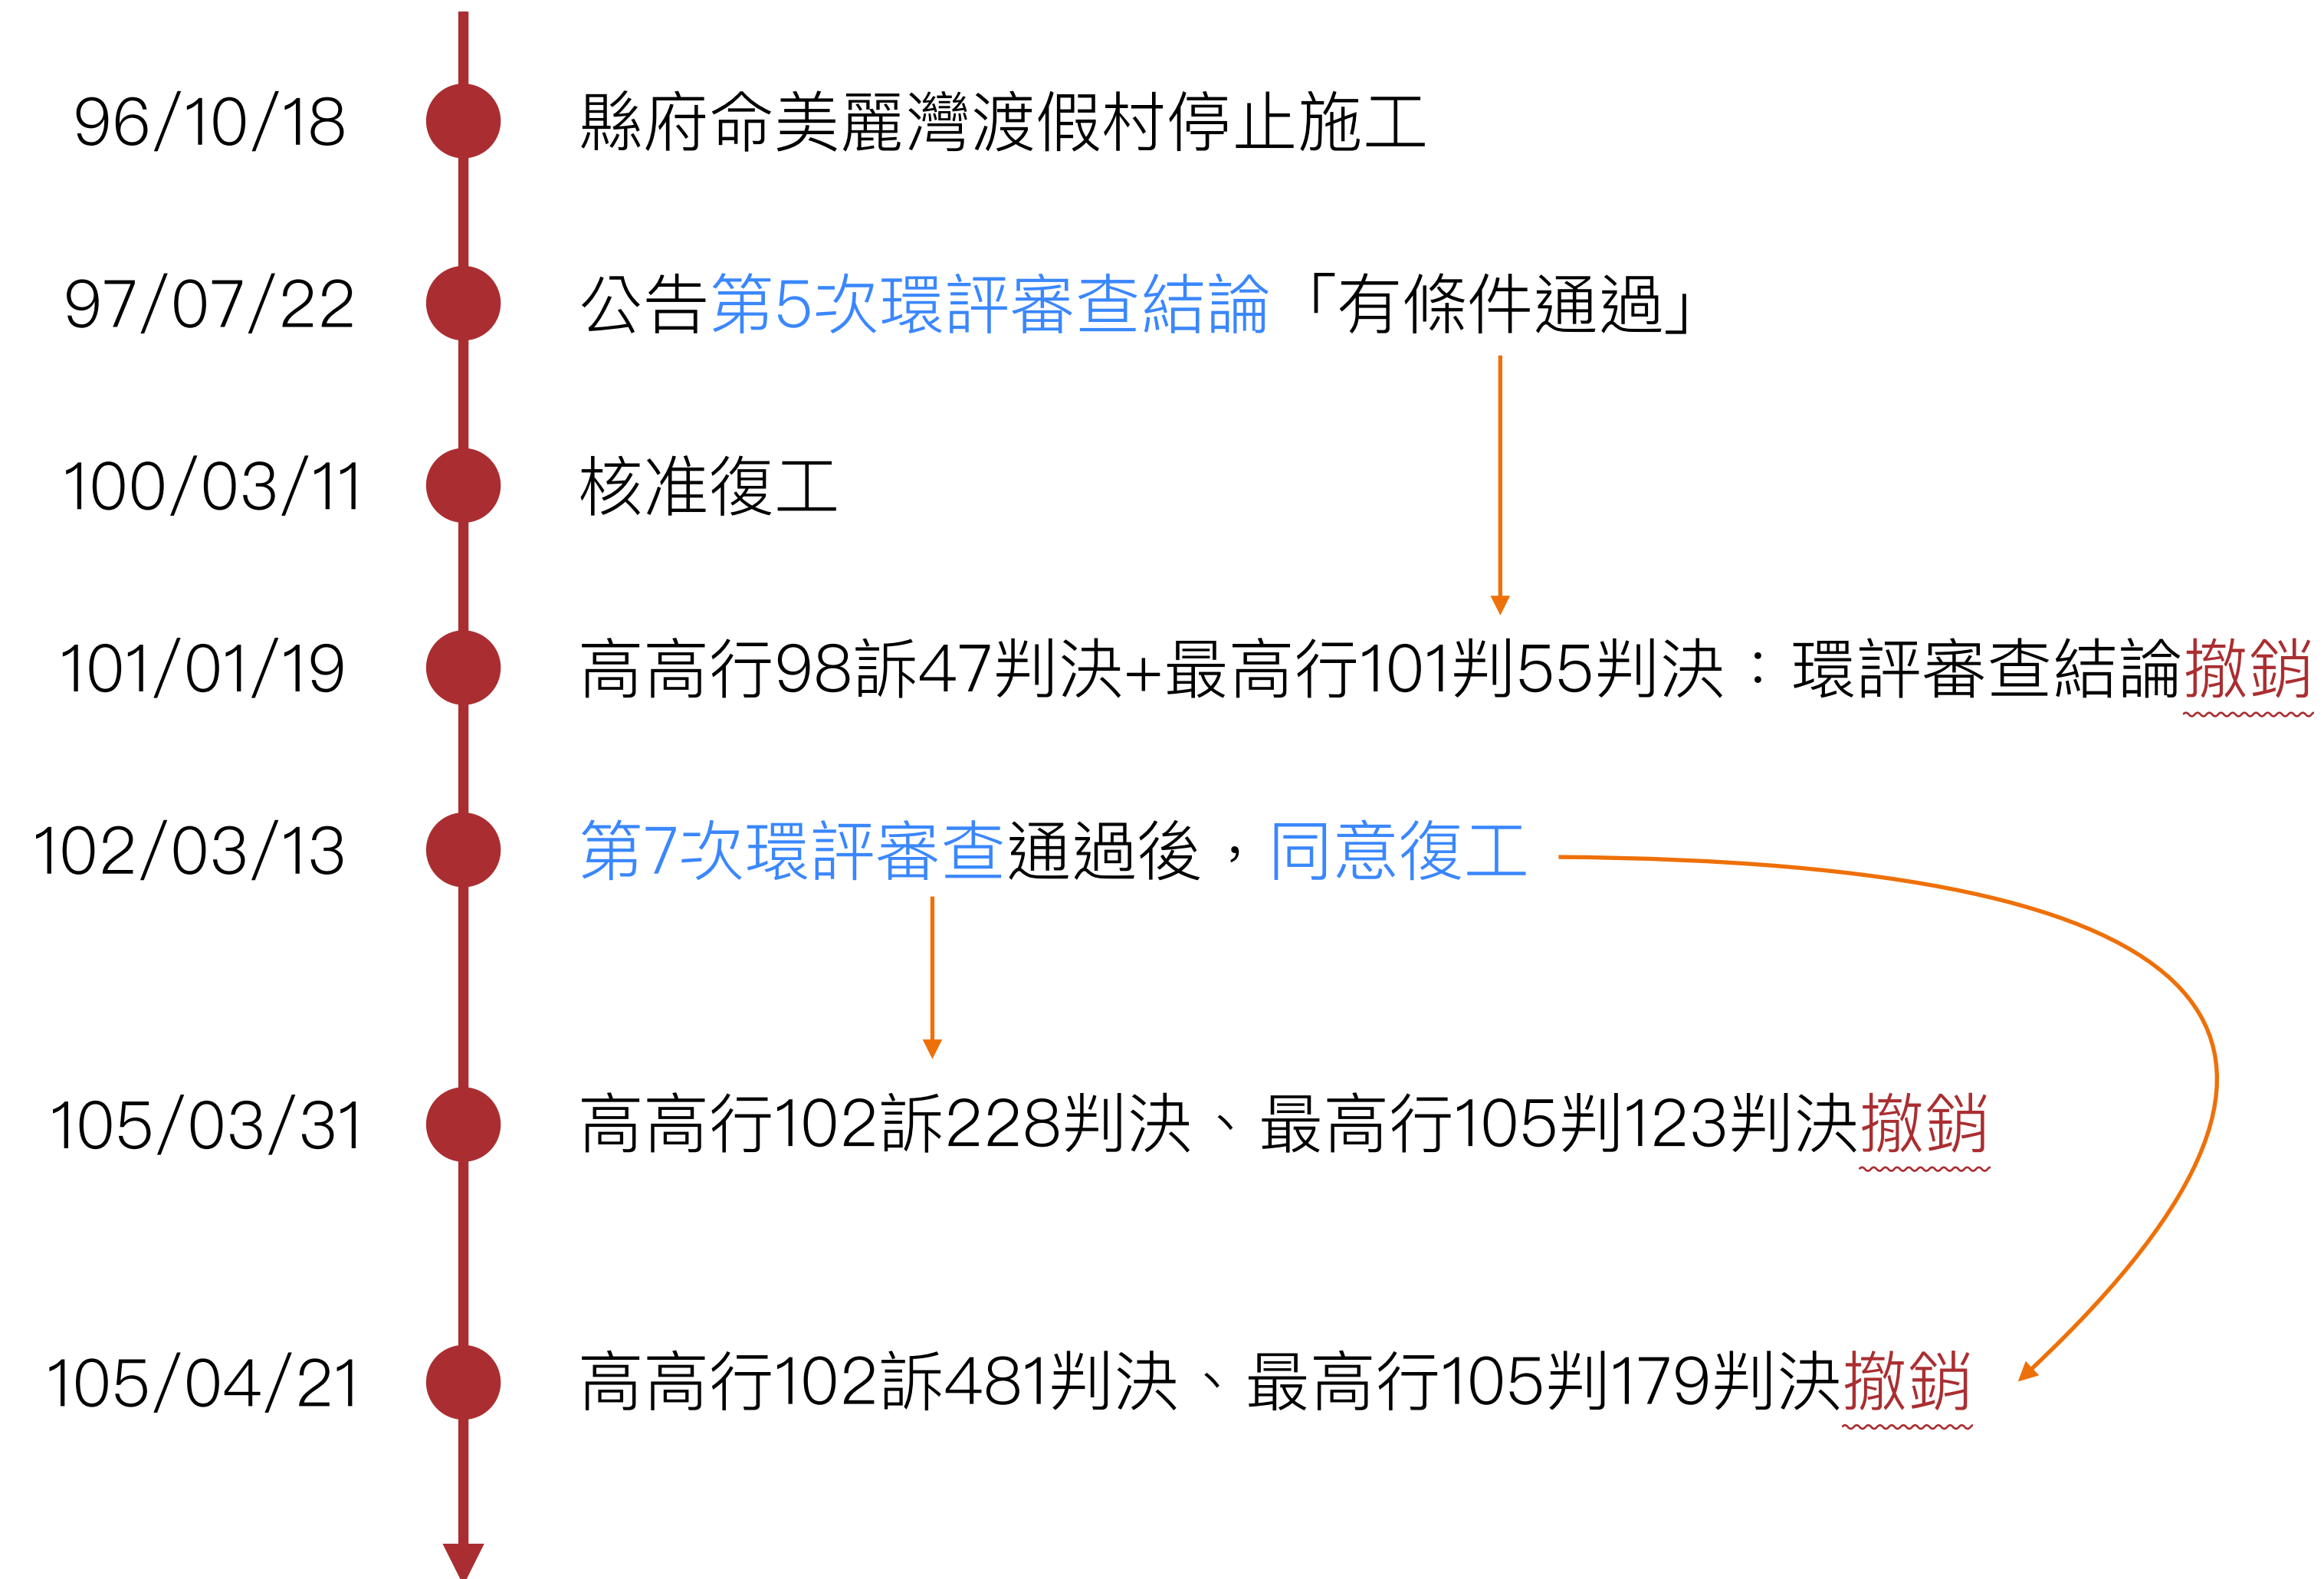 96/10/18 縣府命美麗灣渡假村停止施工
97/07/22 公告第5次環評審查結論「有條件通過」
100/03/11 核准復工
101/01/19 高高行98訴47判決+最高行101判55判決：環評審查結論撤銷
102/03/13 第7次環評審查通過後，同意復工
105/03/31 高高行102訴228判決、最高行105判123判決撤銷
105/04/21 高高行102訴481判決、最高行105判179判決撤銷